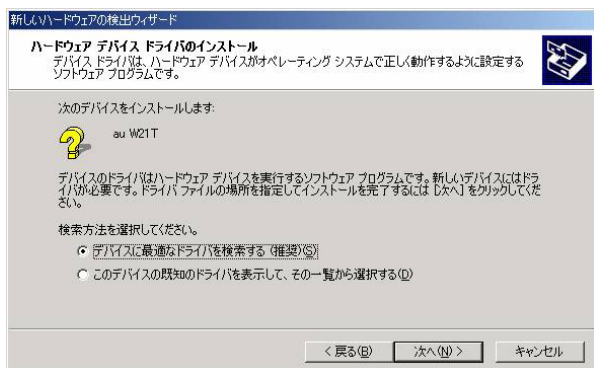 新しいハードウェアの検出ウィザード
ハードウェア デバイス ドライバのインストール
デバイス ドライバは、ハードウェア デバイスがオペレーティング システムで正しく動作するように設定する
ソフトウェア プログラムです。
次のデバイスをインストールします:
au W21T
デバイスのドライバはハードウェア デバイスを実行するソフトウェア プログラムです。新しいデバイスにはドラ
イバが必要です。ドライバ ファイルの場所を指定してインストールを完了するには [次へ] をクリックしてくだ
さい。
検索方法を選択してください。
デバイスに最適なドライバを検索する (推奨)(S)
このデバイスの既知のドライバを表示して、その一覧から選択する(D)
< 戻る(B) 次へ(N) > キャンセル